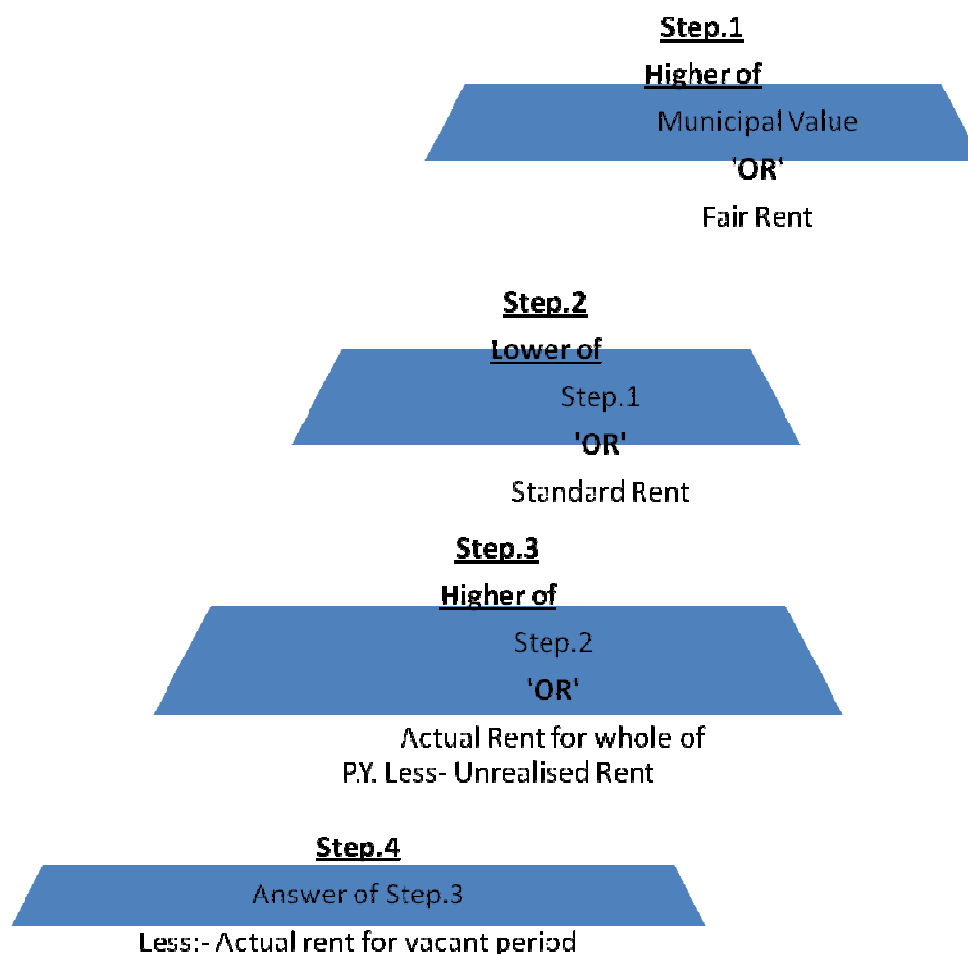 Step.1
Higher of
Municipal Value
'OR'
Fair Rent
Step.2
Lower of
Step.1
'OR'
Standard Rent
Step.3
Higher of
Step.2
'OR'
Actual Rent for whole of
P.Y. Less- Unrealised Rent
Step.4
Answer of Step.3
Less:- Actual rent for vacant period